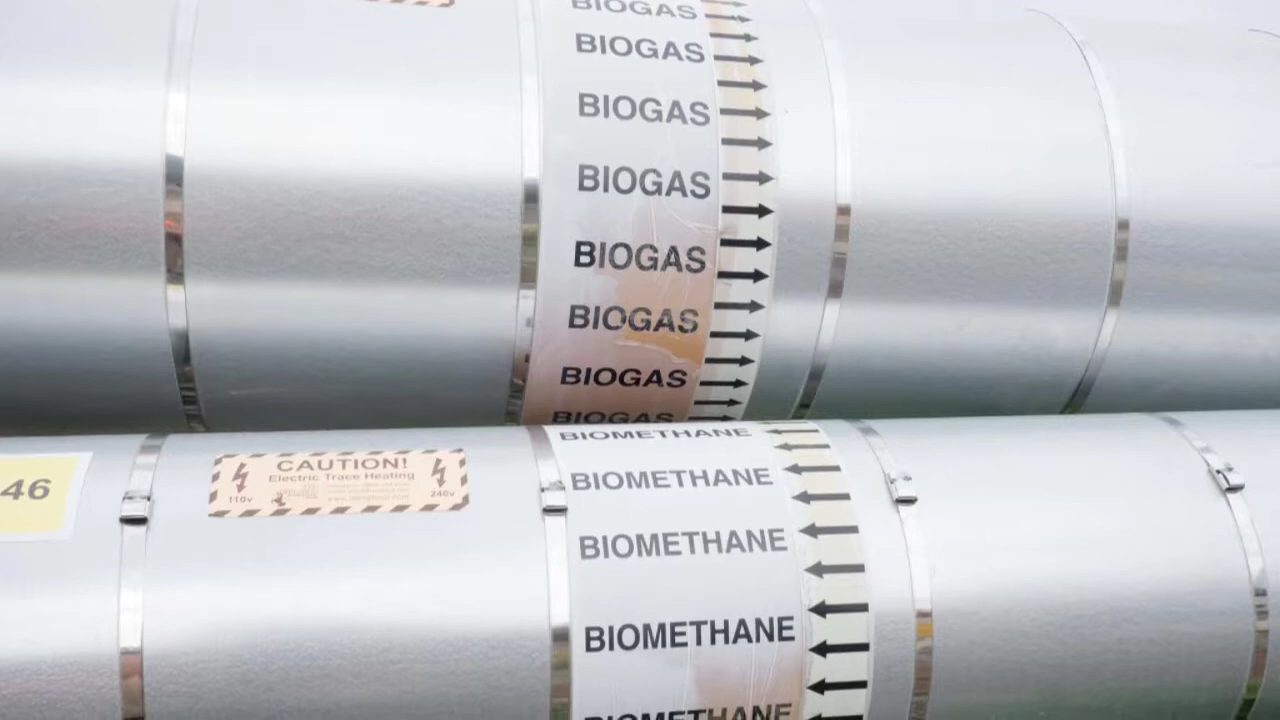 BIOGAS
BIOGAS
BIOGAS
BIOGAS
BIOGAS
BIOGAS
BIOGAS
BIOGAS
BIOMETHANE
46
CAUTION!
Electric Trace Heating
110v
240v
BIOMETHANE
BIOMETHANE
BIOMETHANE
BIOMETHANE